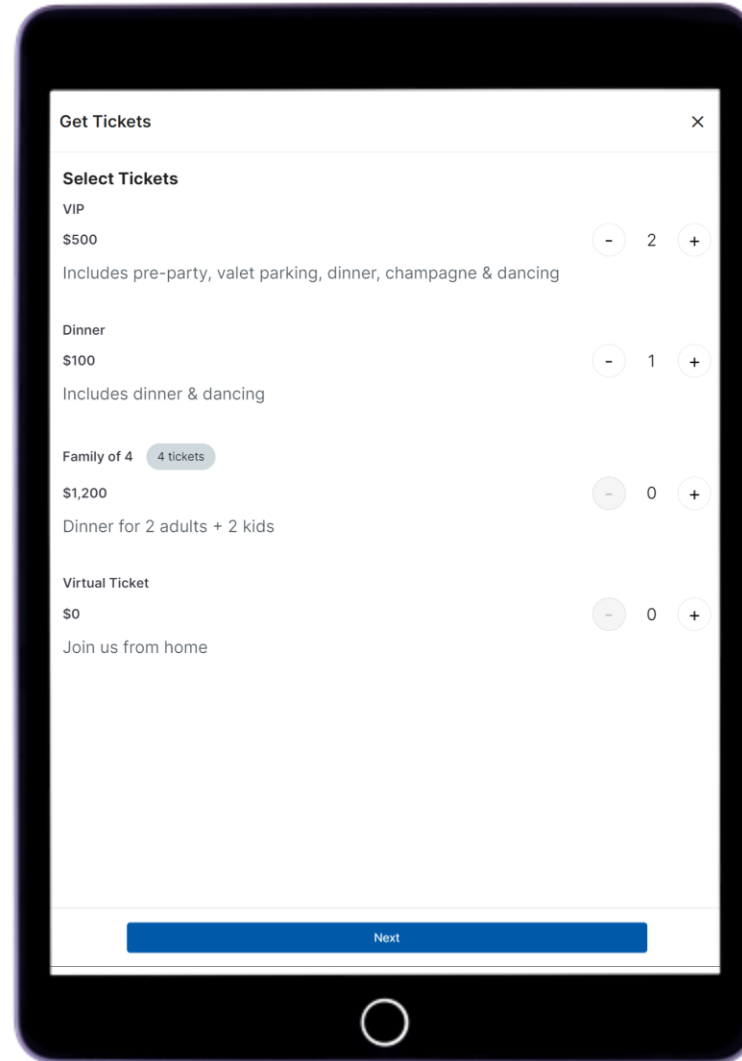 Get Tickets ×
Select Tickets
VIP
$500 - 2 +
Includes pre-party, valet parking, dinner, champagne & dancing
Dinner
$100 - 1 +
Includes dinner & dancing
Family of 4 4 tickets
$1,200 - 0 +
Dinner for 2 adults + 2 kids
Virtual Ticket
$0 - 0 +
Join us from home
Next